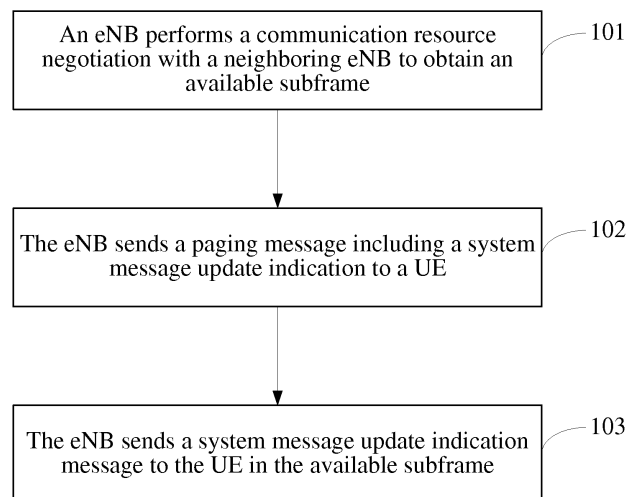 An eNB performs a communication resource
negotiation with a neighboring eNB to obtain an
available subframe
101
The eNB sends a paging message including a system
message update indication to a UE
102
The eNB sends a system message update indication
message to the UE in the available subframe
103